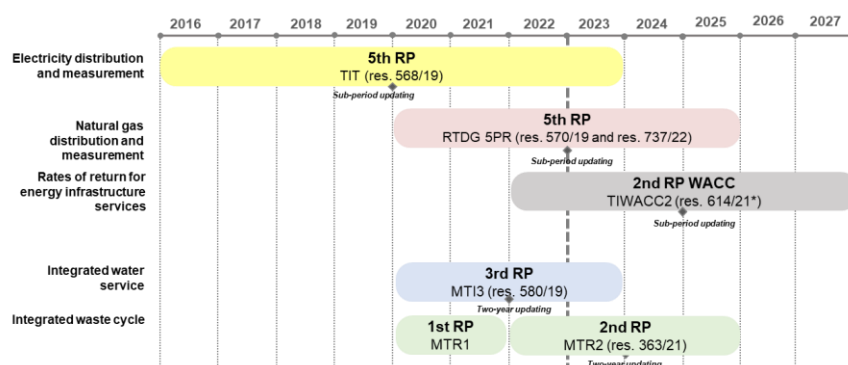 2016 2017 2018 2019 2020 2021 2022 2023 2024 2025 2026 2027
Electricity distribution
and measurement
5th RP
TIT (res. 568/19)
Sub-period updating
Natural gas
distribution and
measurement
5th RP
RTDG 5PR (res. 570/19 and res. 737/22)
Sub-period updating
Rates of return for
energy infrastructure
services
2nd RP WACC
TIWACC2 (res. 614/21*)
Sub-period updating
Integrated water
service
3rd RP
MTI3 (res. 580/19)
Two-year updating
Integrated waste cycle
1st RP
MTR1
2nd RP
MTR2 (res. 363/21)
Two-year updating